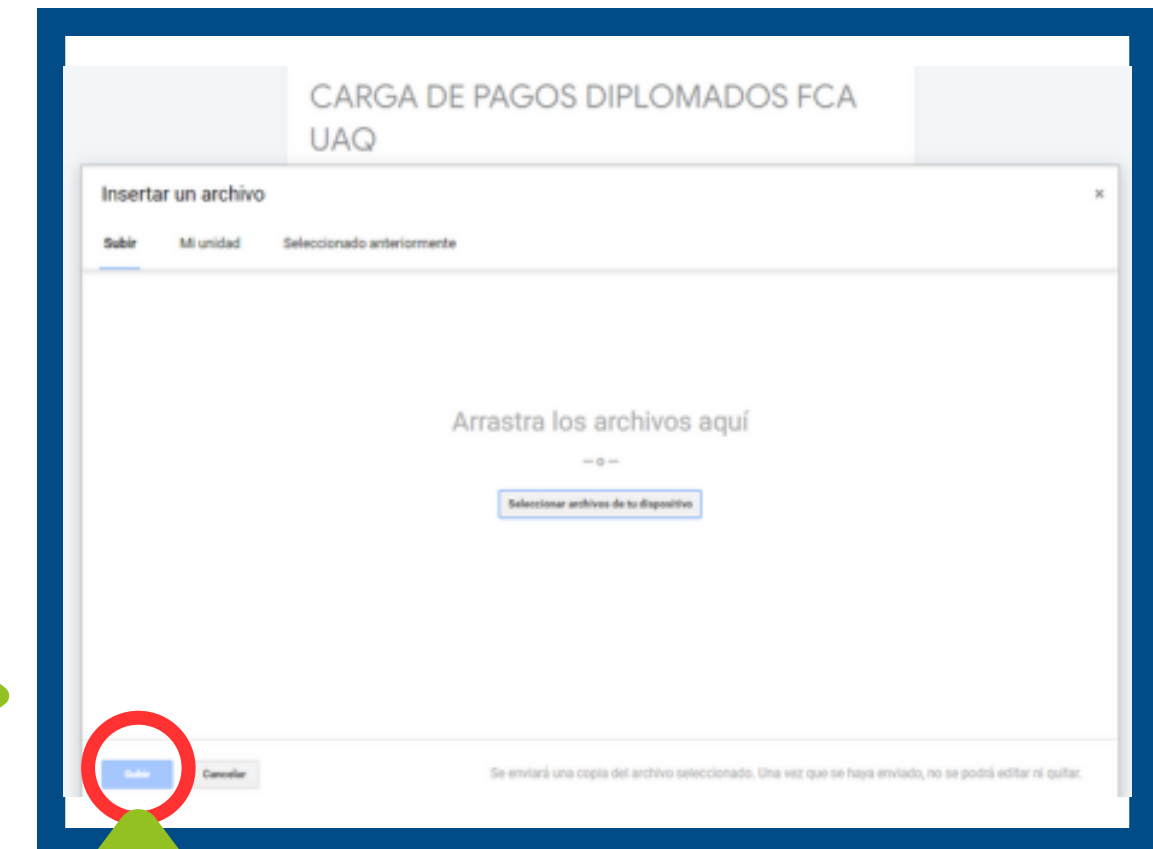 CARGA DE PAGOS DIPLOMADOS FCA
UAQ
Insertar un archivo
×
Subir Mi unidad Seleccionado anteriormente
Arrastra los archivos aquí
— o —
Seleccionar archivos de tu dispositivo
Subir Cancelar Se enviará una copia del archivo seleccionado. Una vez que se haya enviado, no se podrá editar ni quitar.